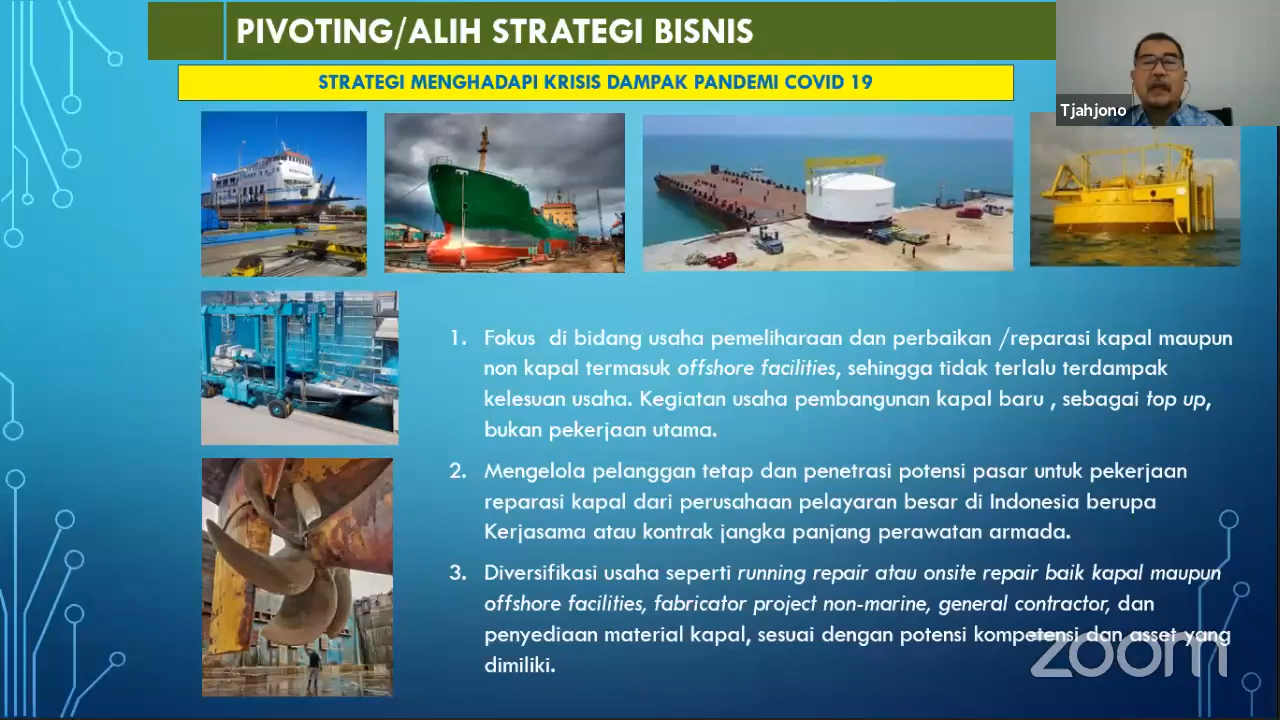 PIVOTING/ALIH STRATEGI BISNIS
STRATEGI MENGHADAPI KRISIS DAMPAK PANDEMI COVID 19
Tjahjono
1. Fokus di bidang usaha pemeliharaan dan perbaikan /reparasi kapal maupun
non kapal termasuk offshore facilities, sehingga tidak terlalu terdampak
kelesuan usaha. Kegiatan usaha pembangunan kapal baru , sebagai top up,
bukan pekerjaan utama.
2. Mengelola pelanggan tetap dan penetrasi potensi pasar untuk pekerjaan
reparasi kapal dari perusahaan pelayaran besar di Indonesia berupa
Kerjasama atau kontrak jangka panjang perawatan armada.
3. Diversifikasi usaha seperti running repair atau onsite repair baik kapal maupun
offshore facilities, fabricator project non-marine, general contractor, dan
penyediaan material kapal, sesuai dengan potensi kompetensi dan asset yang
dimiliki.
zoom